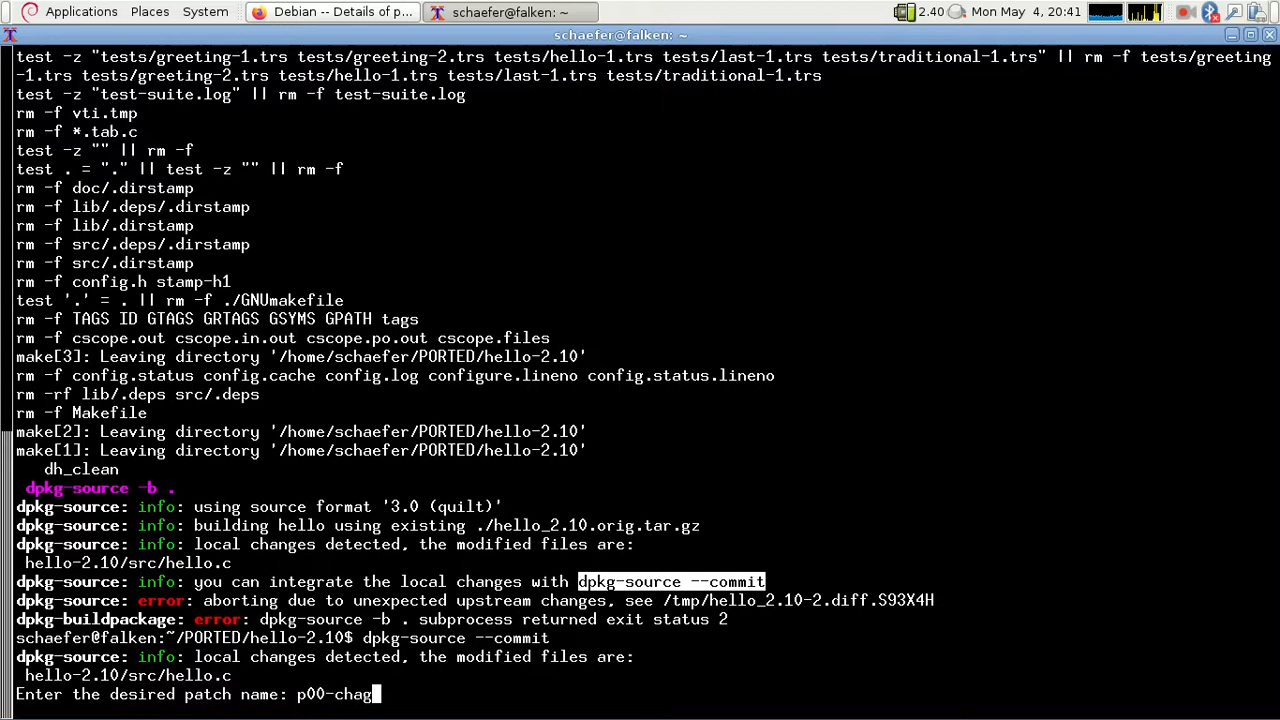 Applications Places System Debian -- Details of p... schaefer@falken: ~ 2.40 Mon May 4, 20:41
schaefer@falken: ~
test -z "tests/greeting-1.trs tests/greeting-2.trs tests/hello-1.trs tests/last-1.trs tests/traditional-1.trs" || rm -f tests/greeting
-1.trs tests/greeting-2.trs tests/hello-1.trs tests/last-1.trs tests/traditional-1.trs
test -z "test-suite.log" || rm -f test-suite.log
rm -f vti.tmp
rm -f *.tab.c
test -z "" || rm -f
test . = "." || test -z "" || rm -f
rm -f doc/.dirstamp
rm -f lib/.deps/.dirstamp
rm -f lib/.dirstamp
rm -f src/.deps/.dirstamp
rm -f src/.dirstamp
rm -f config.h stamp-h1
test '.' = . || rm -f ./GNUmakefile
rm -f TAGS ID GTAGS GRTAGS GSYMS GPATH tags
rm -f cscope.out cscope.in.out cscope.po.out cscope.files
make[3]: Leaving directory '/home/schaefer/PORTED/hello-2.10'
rm -f config.status config.cache config.log configure.lineno config.status.lineno
rm -rf lib/.deps src/.deps
rm -f Makefile
make[2]: Leaving directory '/home/schaefer/PORTED/hello-2.10'
make[1]: Leaving directory '/home/schaefer/PORTED/hello-2.10'
dh_clean
dpkg-source -b .
dpkg-source: info: using source format '3.0 (quilt)'
dpkg-source: info: building hello using existing ./hello_2.10.orig.tar.gz
dpkg-source: info: local changes detected, the modified files are:
hello-2.10/src/hello.c
dpkg-source: info: you can integrate the local changes with dpkg-source --commit
dpkg-source: error: aborting due to unexpected upstream changes, see /tmp/hello_2.10-2.diff.S93X4H
dpkg-buildpackage: error: dpkg-source -b . subprocess returned exit status 2
schaefer@falken:~/PORTED/hello-2.10$ dpkg-source --commit
dpkg-source: info: local changes detected, the modified files are:
hello-2.10/src/hello.c
Enter the desired patch name: p00-chag